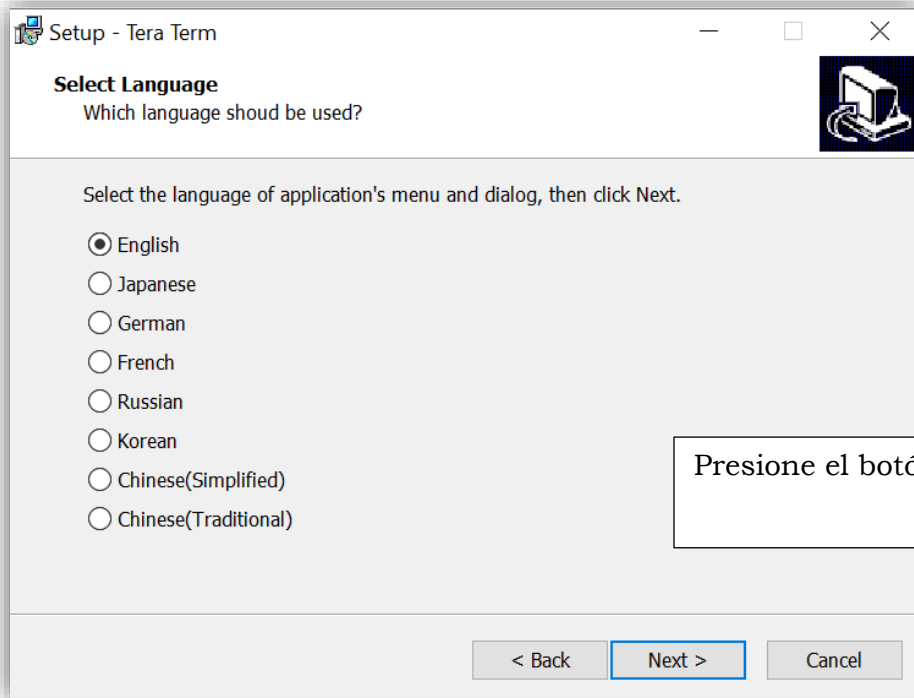 Setup - Tera Term
Select Language
Which language shoud be used?
Select the language of application's menu and dialog, then click Next.
English
Japanese
German
French
Russian
Korean
Chinese(Simplified)
Chinese(Traditional)
Presione el botó
< Back
Next >
Cancel